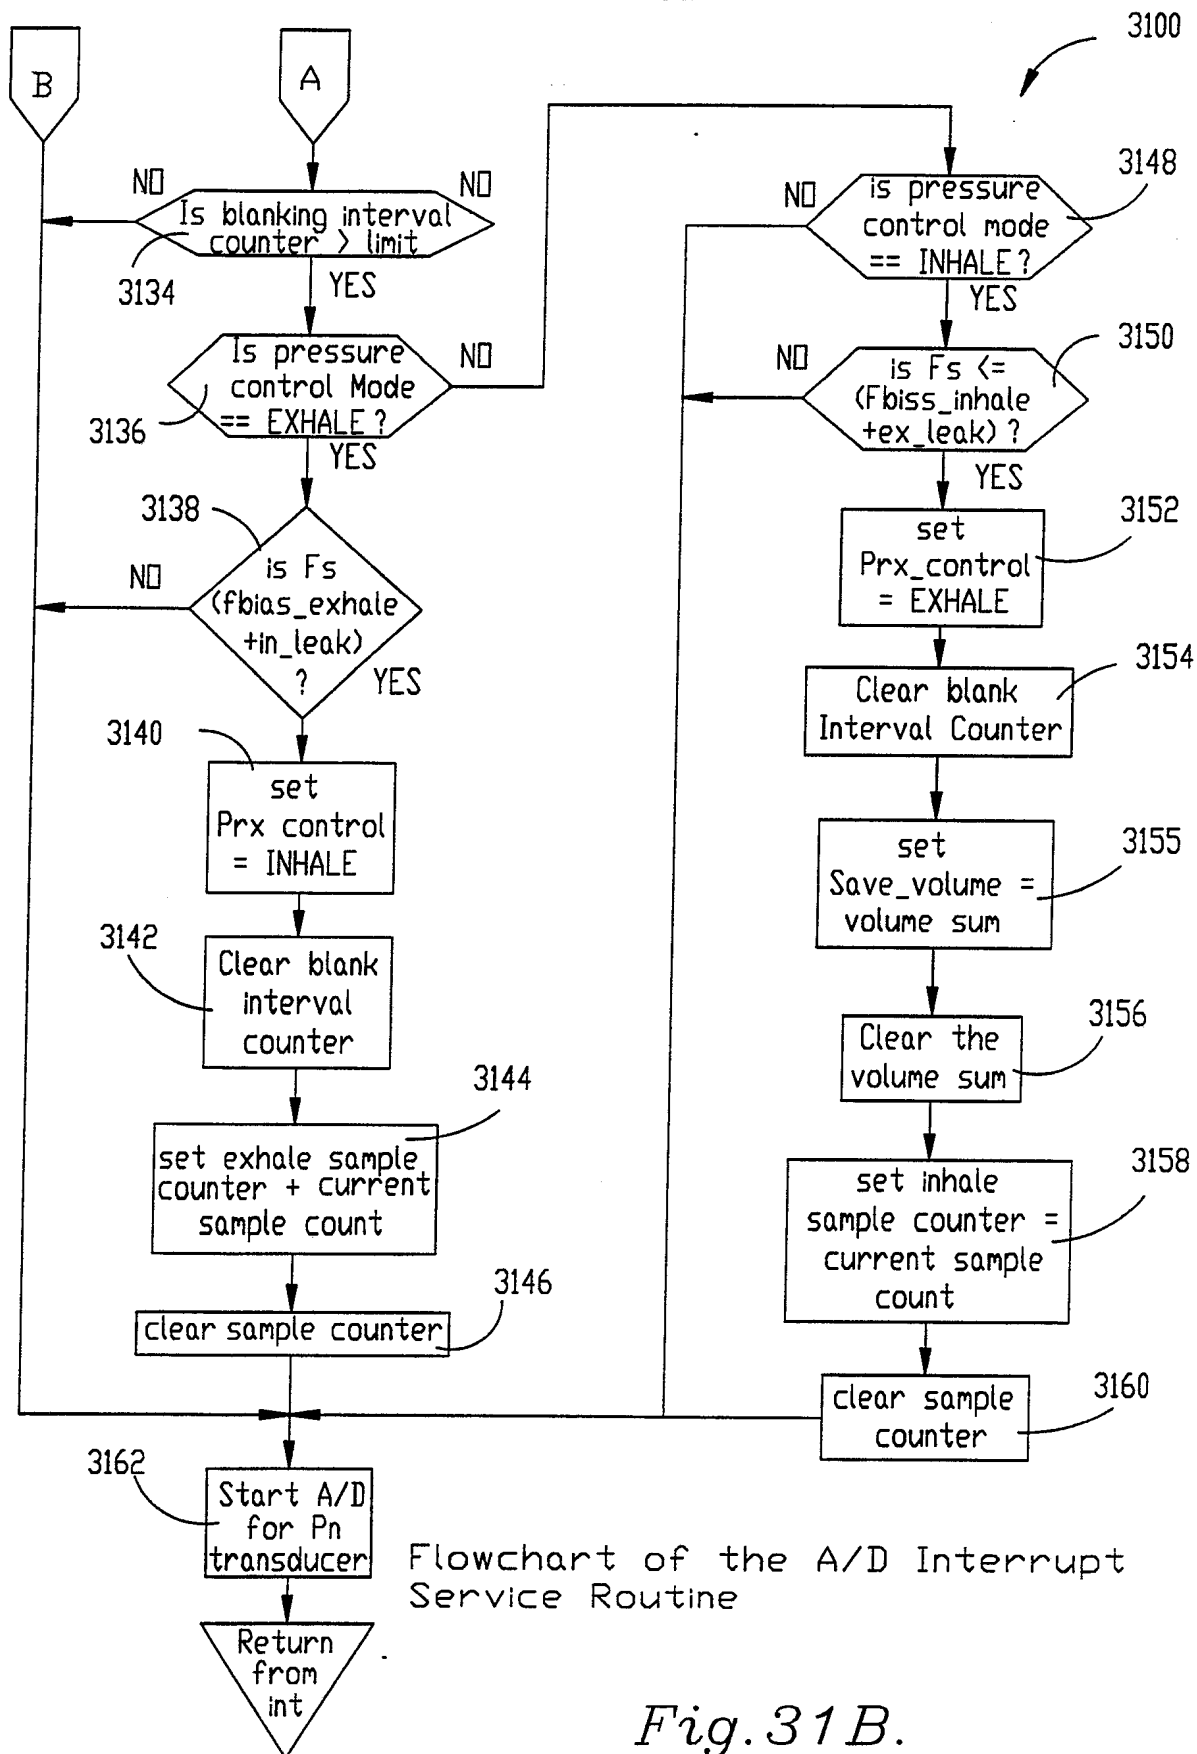 3100
B
A
NO
NO
Is blanking interval
counter > limit
3134
YES
Is pressure
control Mode
== EXHALE ?
NO
3136
YES
3138
is Fs
(fbias_exhale
+in_leak)
?
NO
YES
3140
set
Prx control
= INHALE
3142
Clear blank
interval
counter
3144
set exhale sample
counter + current
sample count
3146
clear sample counter
3148
is pressure
control mode
== INHALE ?
NO
YES
3150
is Fs <=
(Fbiss_inhale
+ex_leak) ?
NO
YES
3152
set
Prx_control
= EXHALE
3154
Clear blank
Interval Counter
3155
set
Save_volume =
volume sum
3156
Clear the
volume sum
3158
set inhale
sample counter =
current sample
count
3160
clear sample
counter
3162
Start A/D
for Pn
transducer
Return
from
int
Flowchart of the A/D Interrupt
Service Routine
Fig.31B.